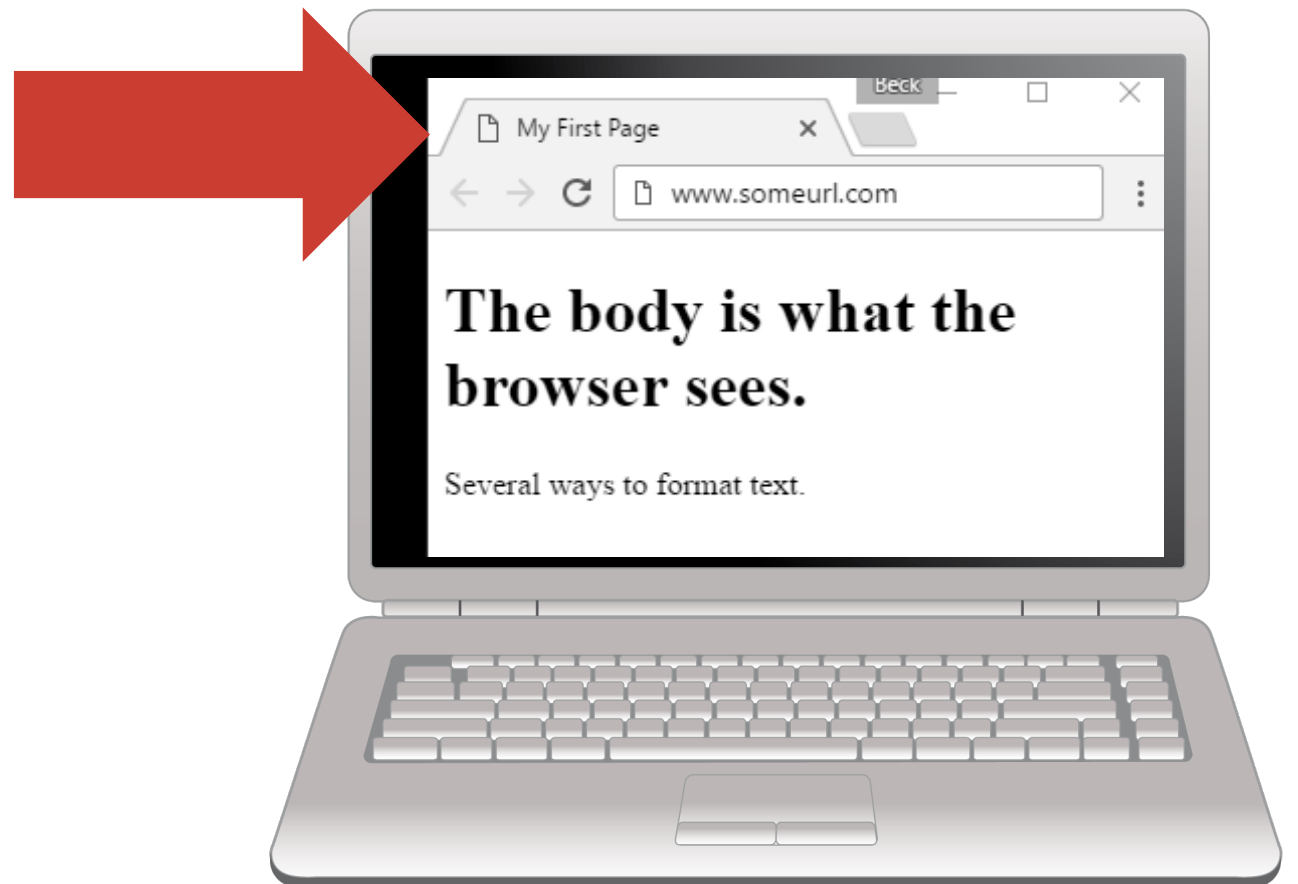 Beck
My First Page
www.someurl.com
The body is what the
browser sees.
Several ways to format text.